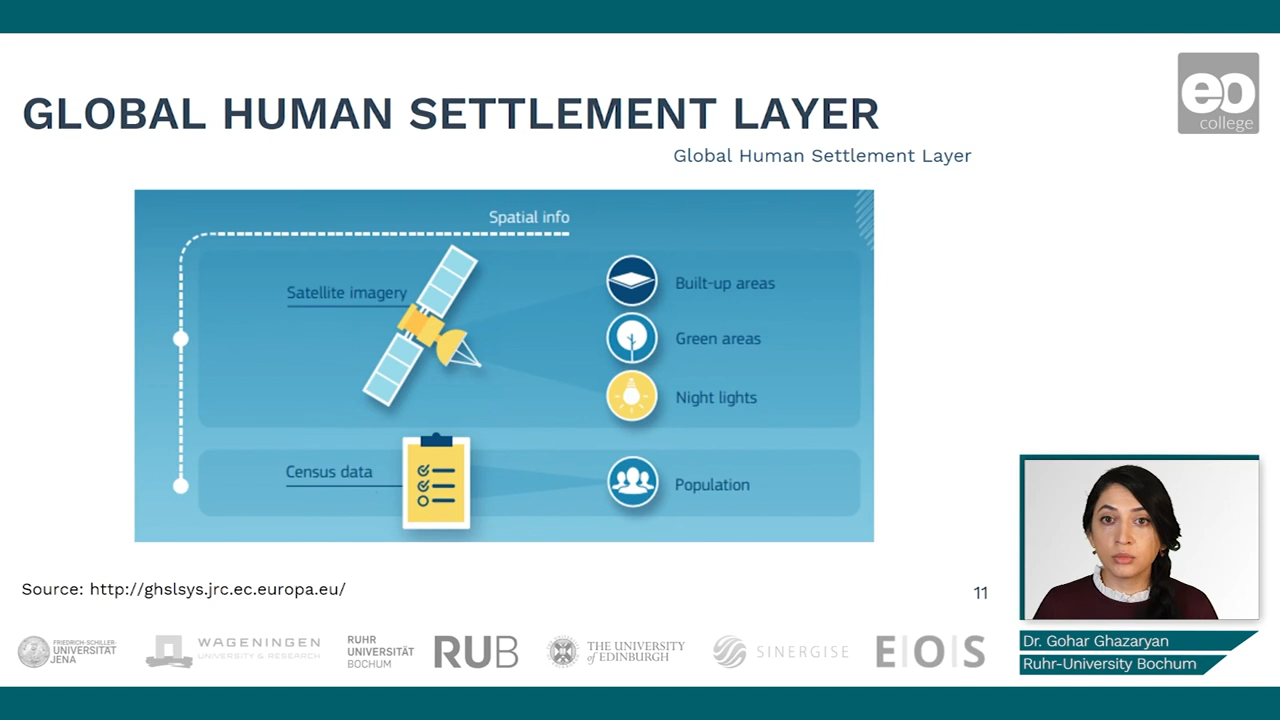 eo
college
GLOBAL HUMAN SETTLEMENT LAYER
Global Human Settlement Layer
Spatial info
Satellite imagery
Built-up areas
Green areas
Night lights
Census data
Population
Source: http://ghslsys.jrc.ec.europa.eu/
11
FRIEDRICH-SCHILLER-
UNIVERSITÄT
JENA
WAGENINGEN
UNIVERSITY & RESEARCH
RUHR
UNIVERSITÄT
BOCHUM
RUB
THE UNIVERSITY
of EDINBURGH
SINERGISE
E|O|S
Dr. Gohar Ghazaryan
Ruhr-University Bochum